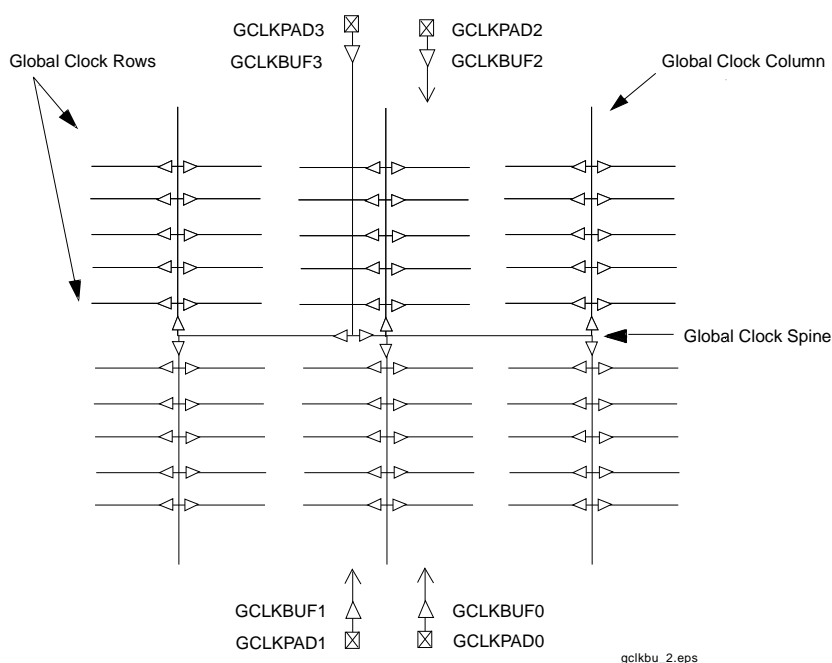 GCLKPAD3 GCLKPAD2
Global Clock Rows GCLKBUF3 GCLKBUF2 Global Clock Column
Global Clock Spine
GCLKBUF1 GCLKBUF0
GCLKPAD1 GCLKPAD0
gclkbu_2.eps